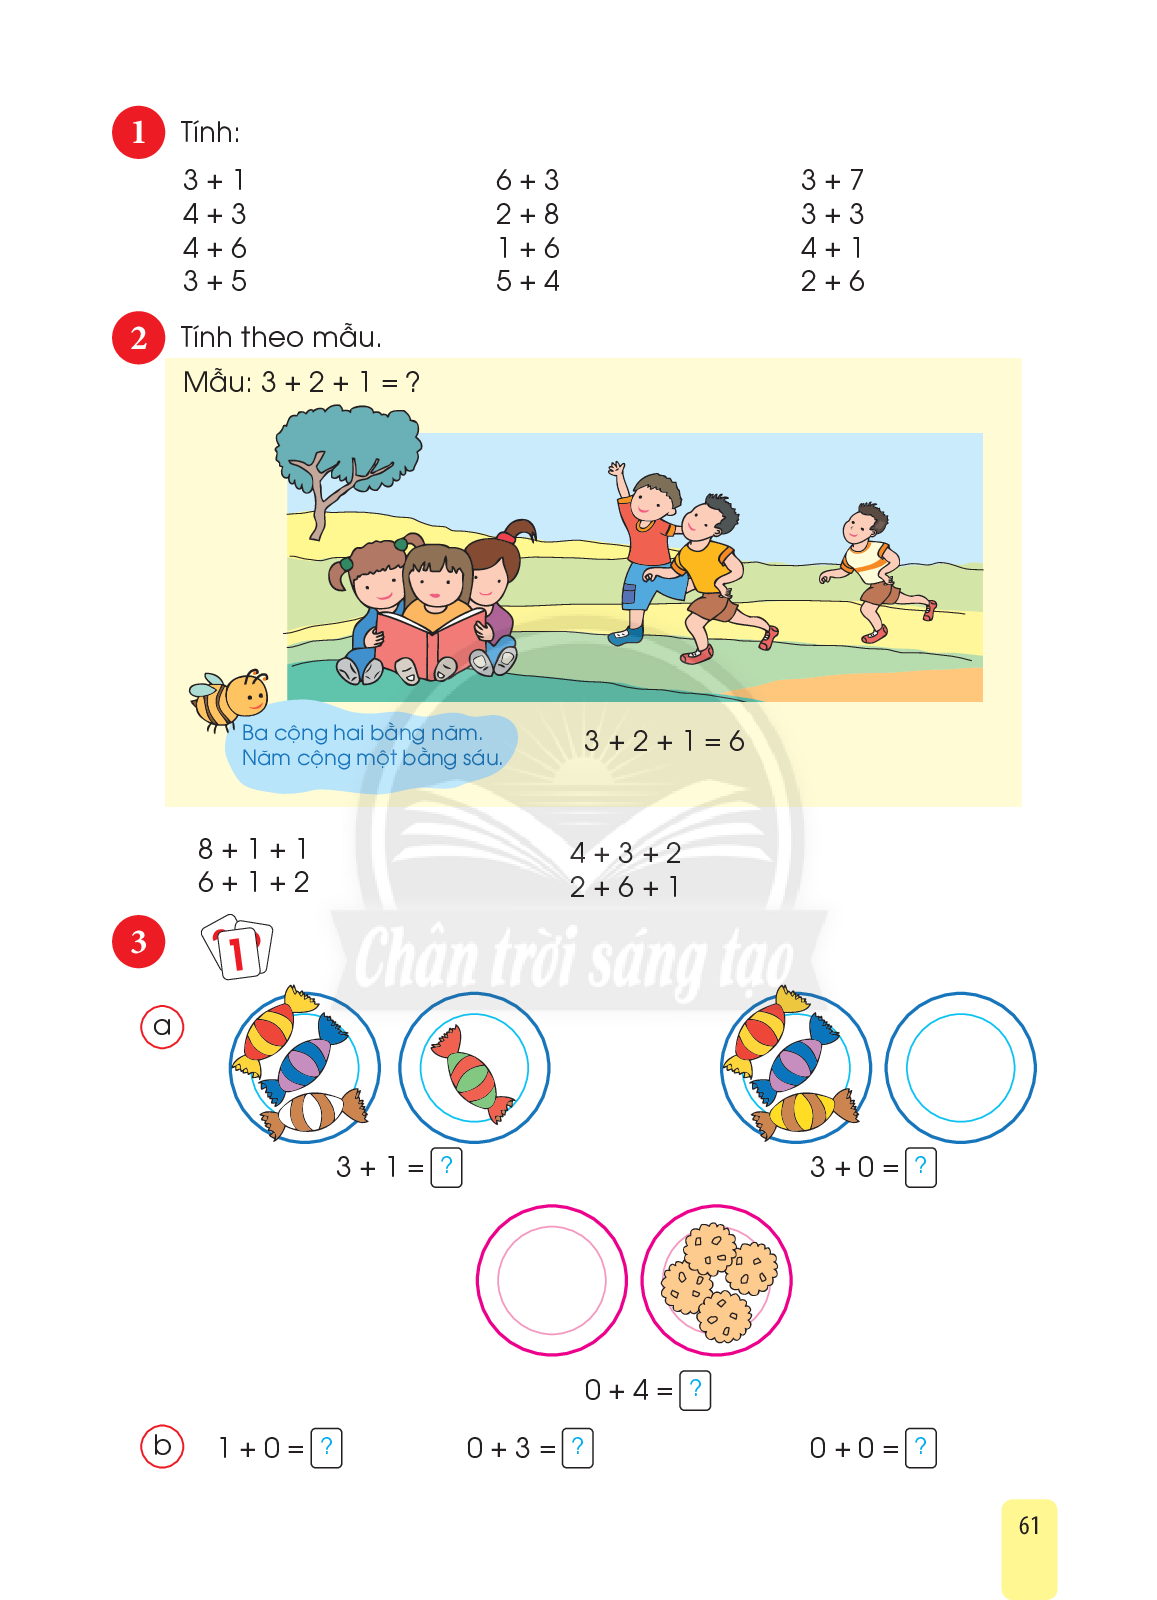 1 Tính:
3 + 1 6 + 3 3 + 7
4 + 3 2 + 8 3 + 3
4 + 6 1 + 6 4 + 1
3 + 5 5 + 4 2 + 6
2 Tính theo mẫu.
Mẫu: 3 + 2 + 1 = ?
Ba cộng hai bằng năm.
Năm cộng một bằng sáu.
3 + 2 + 1 = 6
8 + 1 + 1 4 + 3 + 2
6 + 1 + 2 2 + 6 + 1
3 1
Chân trời sáng tạo
a
3 + 1 = ? 3 + 0 = ?
0 + 4 = ?
b 1 + 0 = ? 0 + 3 = ? 0 + 0 = ?
61